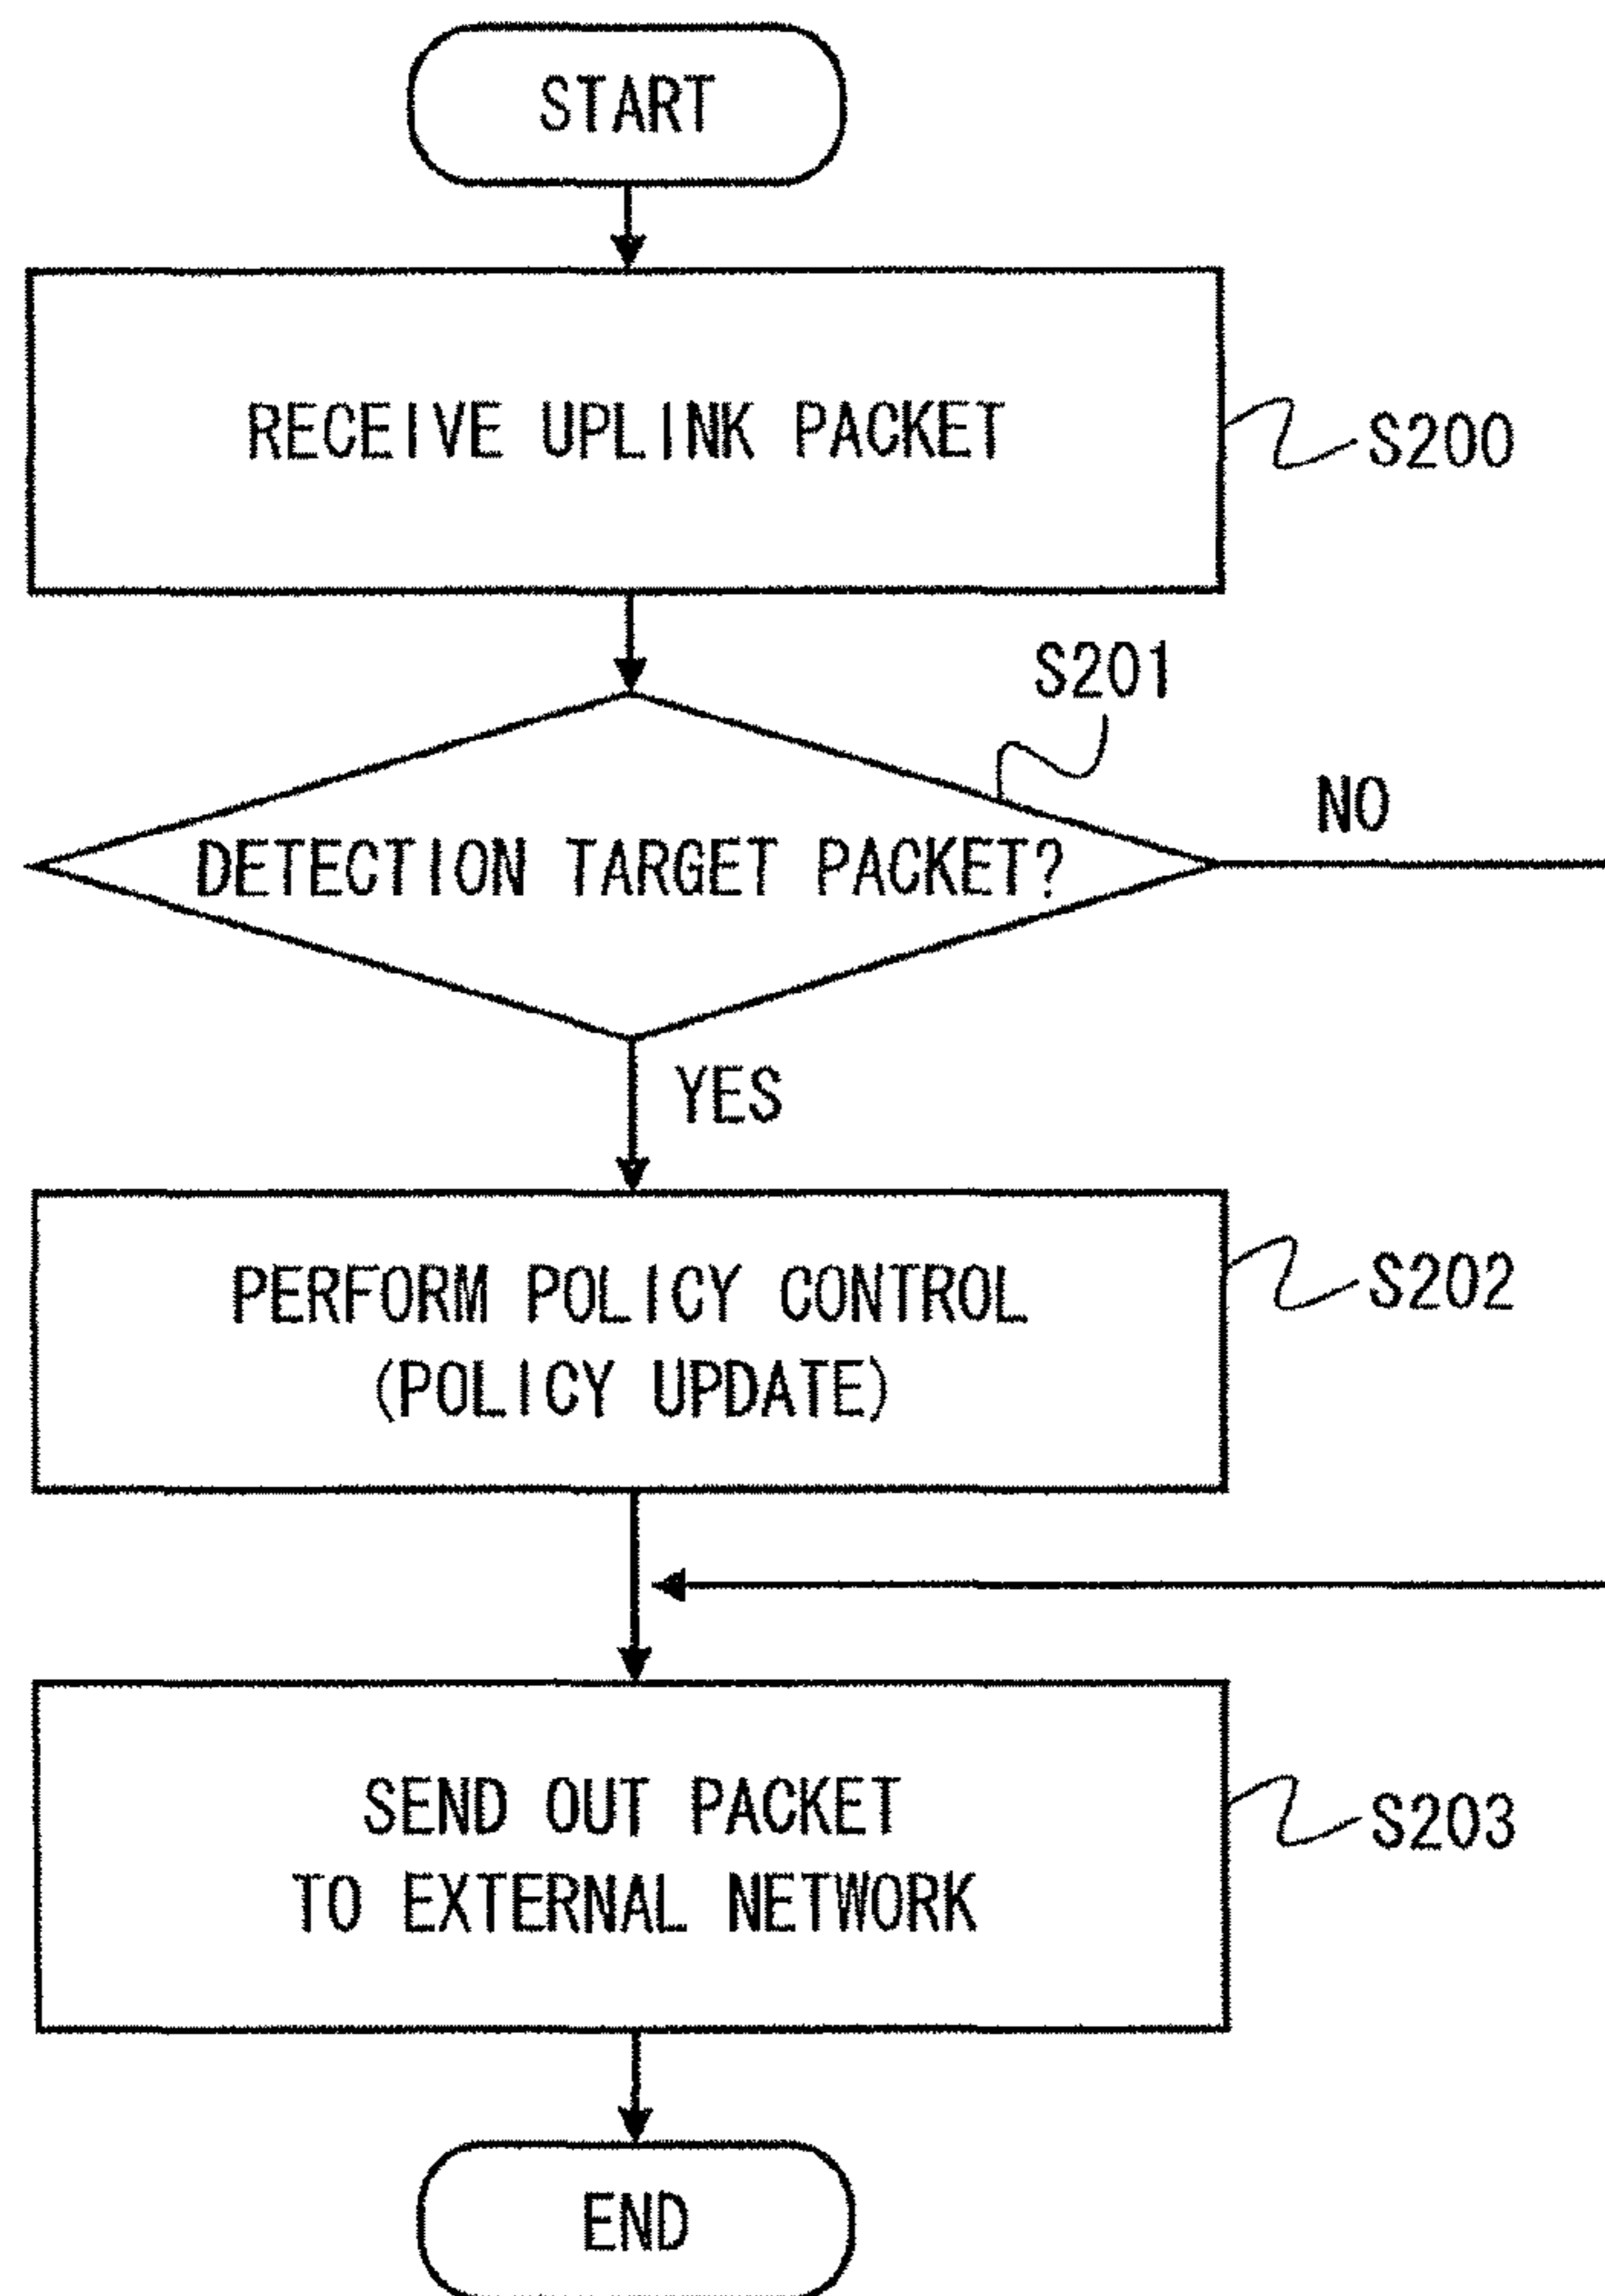 START
RECEIVE UPLINK PACKET
S200
S201
DETECTION TARGET PACKET?
NO
YES
PERFORM POLICY CONTROL
(POLICY UPDATE)
S202
SEND OUT PACKET
TO EXTERNAL NETWORK
S203
END